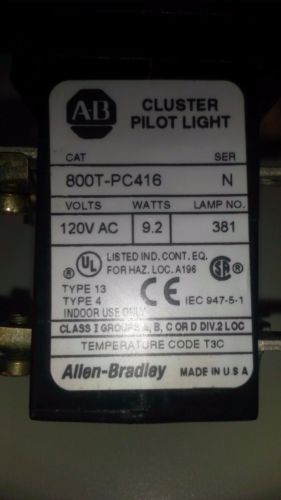 AB
CLUSTER
PILOT LIGHT
CAT SER
800T-PC416 N
VOLTS WATTS LAMP NO.
120V AC 9.2 381
UL LISTED IND. CONT. EQ.
FOR HAZ. LOC. A196 SA
TYPE 13
TYPE 4 CE IEC 947-5-1
INDOOR USE ONLY
CLASS I GROUPS A, B, C OR D DIV.2 LOC
TEMPERATURE CODE T3C
Allen-Bradley MADE IN U S A